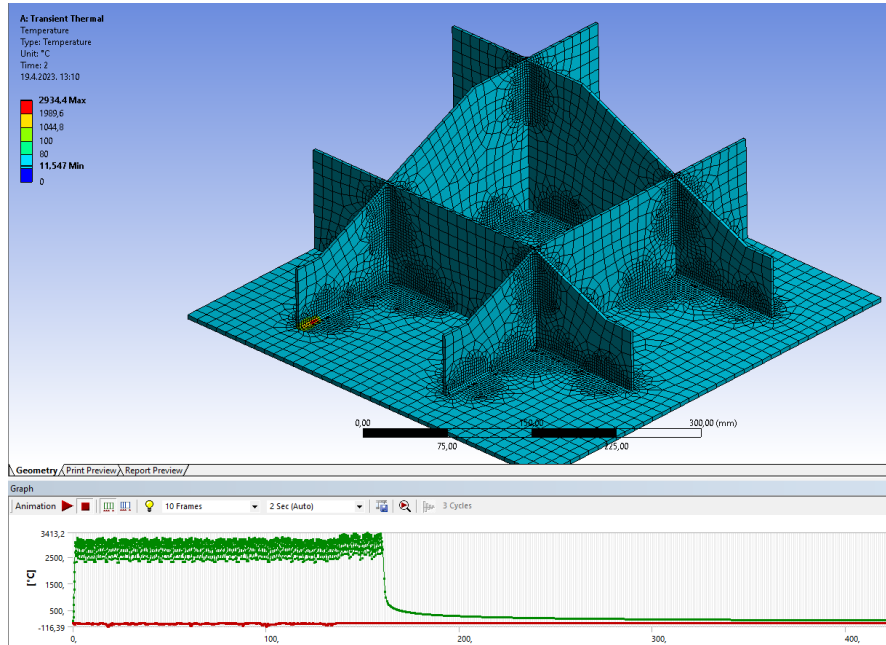 A: Transient Thermal
Temperature
Type: Temperature
Unit: °C
Time: 2
19.4.2023. 13:10
2934,4 Max
1989,6
1044,8
100
80
11,547 Min
0
0,00 150,00 300,00 (mm)
75,00 225,00
Geometry Print Preview Report Preview
Graph
Animation 10 Frames 2 Sec (Auto) 3 Cycles
3413,2
2500,
1500,
500,
-116,39
[°C]
0, 100, 200, 300, 400,